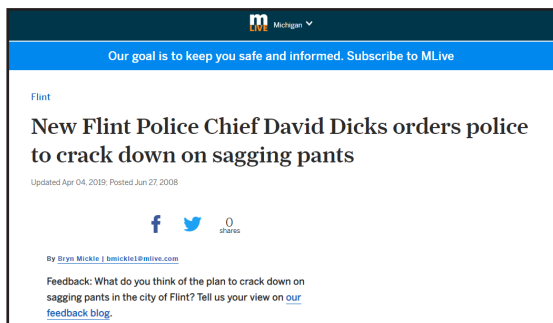 m
LIVE Michigan
Our goal is to keep you safe and informed. Subscribe to MLive
Flint
New Flint Police Chief David Dicks orders police
to crack down on sagging pants
Updated Apr 04, 2019; Posted Jun 27, 2008
f
0
shares
By Bryn Mickle | bmickle1@mlive.com
Feedback: What do you think of the plan to crack down on
sagging pants in the city of Flint? Tell us your view on our
feedback blog.